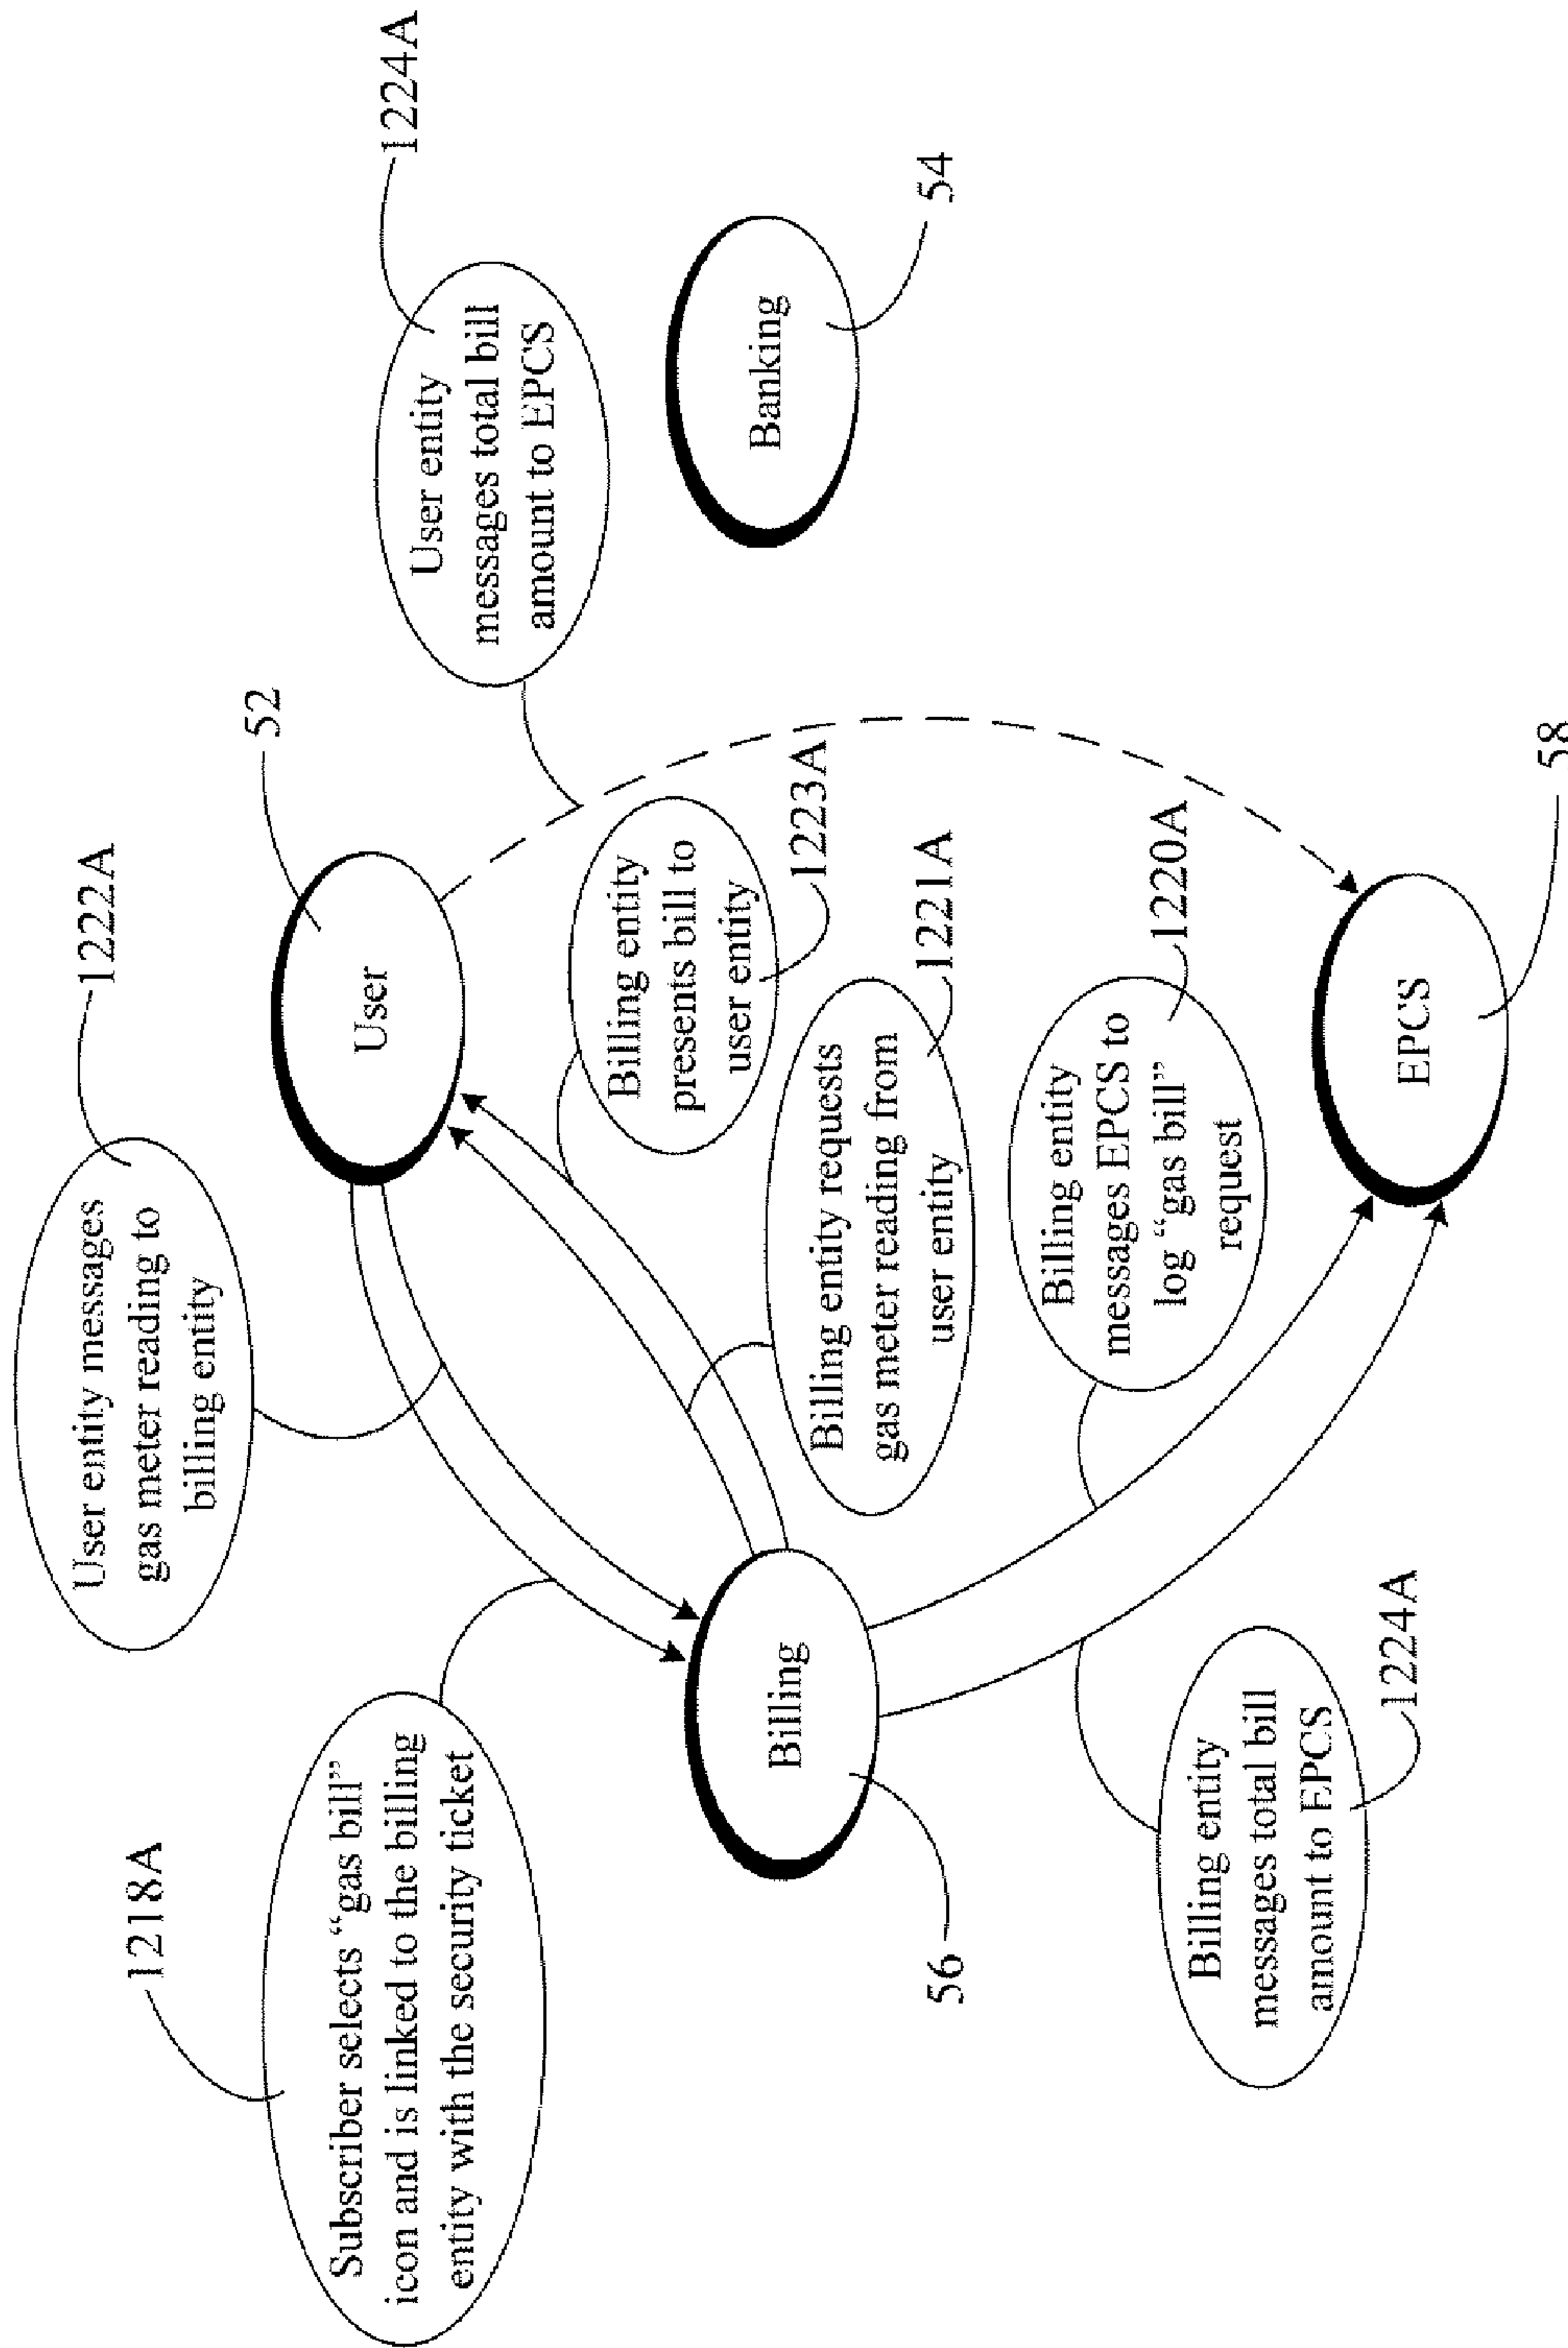 1218A
Subscriber selects “gas bill”
icon and is linked to the billing
entity with the security ticket
User entity messages
gas meter reading to
billing entity
1222A
User
52
User entity
messages total bill
amount to EPCS
1224A
Billing entity
presents bill to
user entity
1223A
Banking
54
Billing entity requests
gas meter reading from
user entity
1221A
Billing
56
Billing entity
messages EPCS to
log “gas bill”
request
1220A
Billing entity
messages total bill
amount to EPCS
1224A
EPCS
58